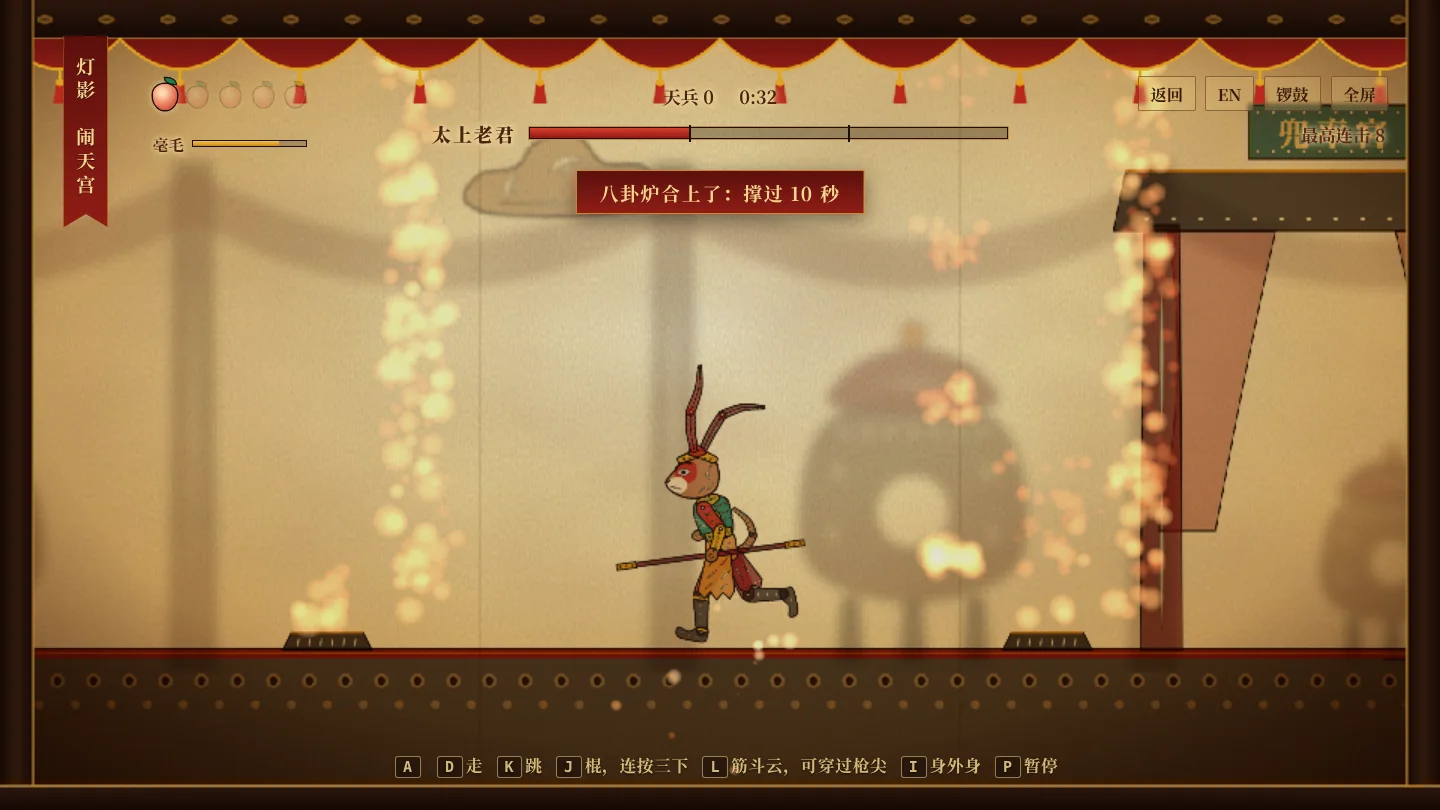 灯影 闹天宫
天兵 0 0:32
返回 EN 锣鼓 全屏
毫毛
太上老君
最高连击 8
八卦炉合上了：撑过 10 秒
A D 走 K 跳 J 棍，连按三下 L 筋斗云，可穿过枪尖 I 身外身 P 暂停